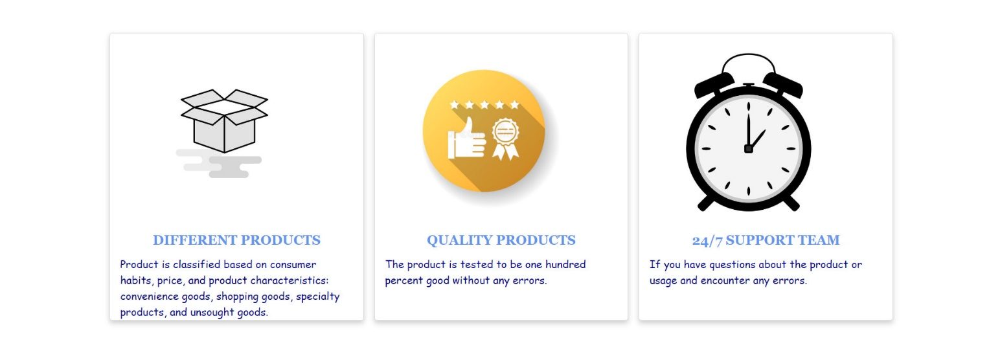 DIFFERENT PRODUCTS
Product is classified based on consumer
habits, price, and product characteristics:
convenience goods, shopping goods, specialty
products, and unsought goods.
QUALITY PRODUCTS
The product is tested to be one hundred
percent good without any errors.
24/7 SUPPORT TEAM
If you have questions about the product or
usage and encounter any errors.